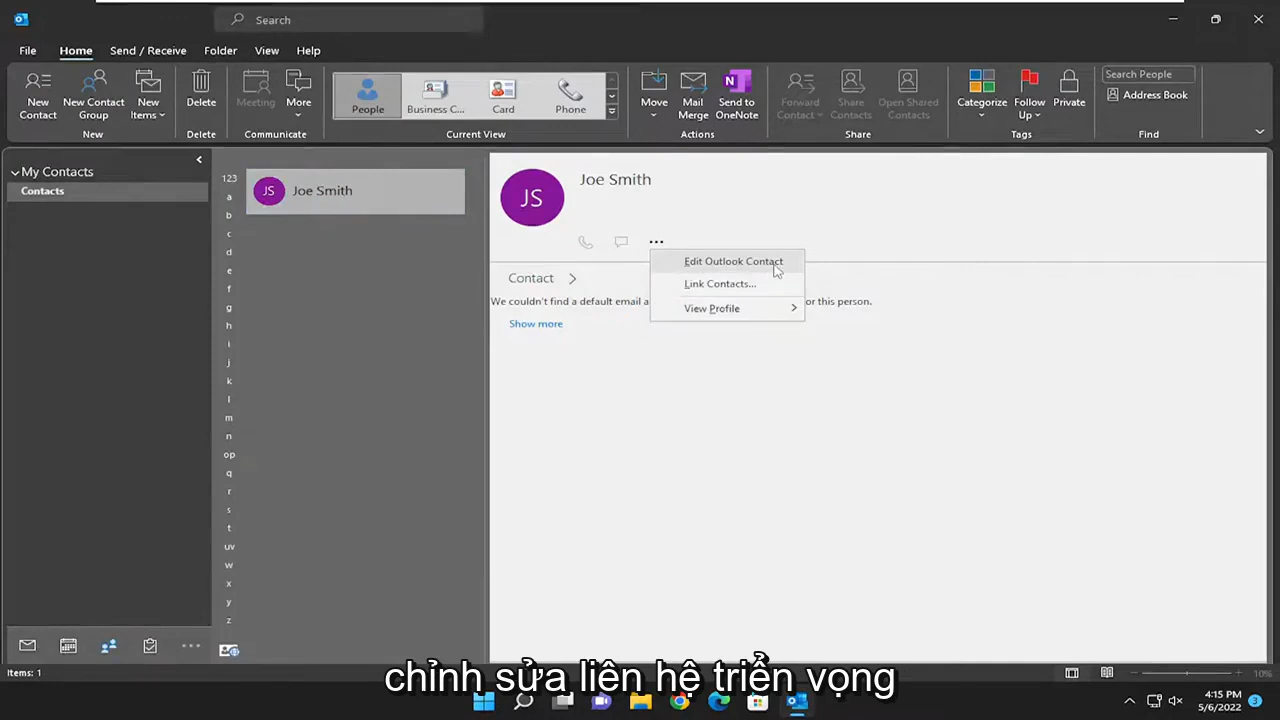 Search
File Home Send / Receive Folder View Help
New Contact
New Contact Group
New Items
New
Delete
Delete
Meeting
More
Communicate
People
Business C...
Card
Phone
Current View
Move
Mail Merge
Send to OneNote
Actions
Forward Contact
Share Contacts
Open Shared Contacts
Share
Categorize
Follow Up
Private
Tags
Search People
Address Book
Find
My Contacts
Contacts
123
a
b
c
d
e
f
g
h
i
j
k
l
m
n
op
q
r
s
t
uv
w
x
y
z
JS Joe Smith
JS
Joe Smith
Edit Outlook Contact
Link Contacts...
View Profile
Contact
We couldn't find a default email a
or this person.
Show more
Items: 1
10%
chỉnh sửa liên hệ triển vọng
4:15 PM
5/6/2022
3